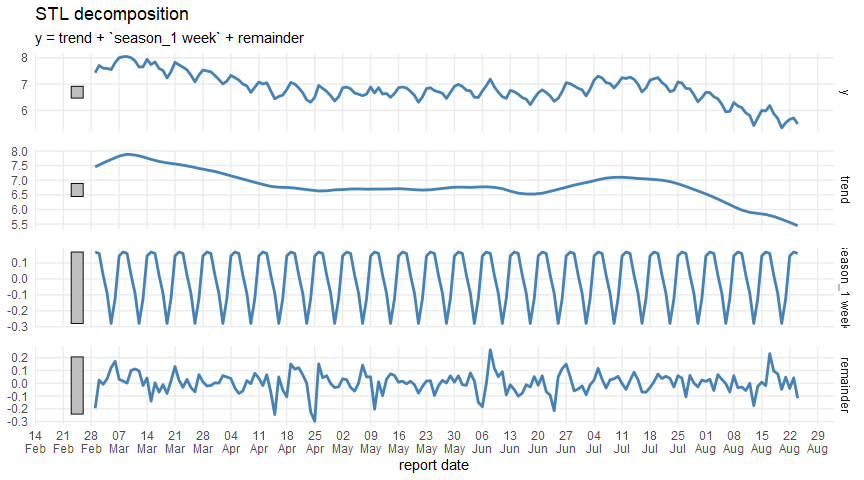 STL decomposition
y = trend + `season_1 week` + remainder
8
7
6
y
8.0
7.5
7.0
6.5
6.0
5.5
trend
0.1
0.0
-0.1
-0.2
-0.3
season_1 week
0.2
0.1
0.0
-0.1
-0.2
-0.3
remainder
14 21 28 07 14 21 28 04 11 18 25 02 09 16 23 30 06 13 20 27 04 11 18 25 01 08 15 22 29
Feb Feb Feb Mar Mar Mar Mar Apr Apr Apr Apr May May May May May Jun Jun Jun Jun Jul Jul Jul Jul Aug Aug Aug Aug Aug
report date